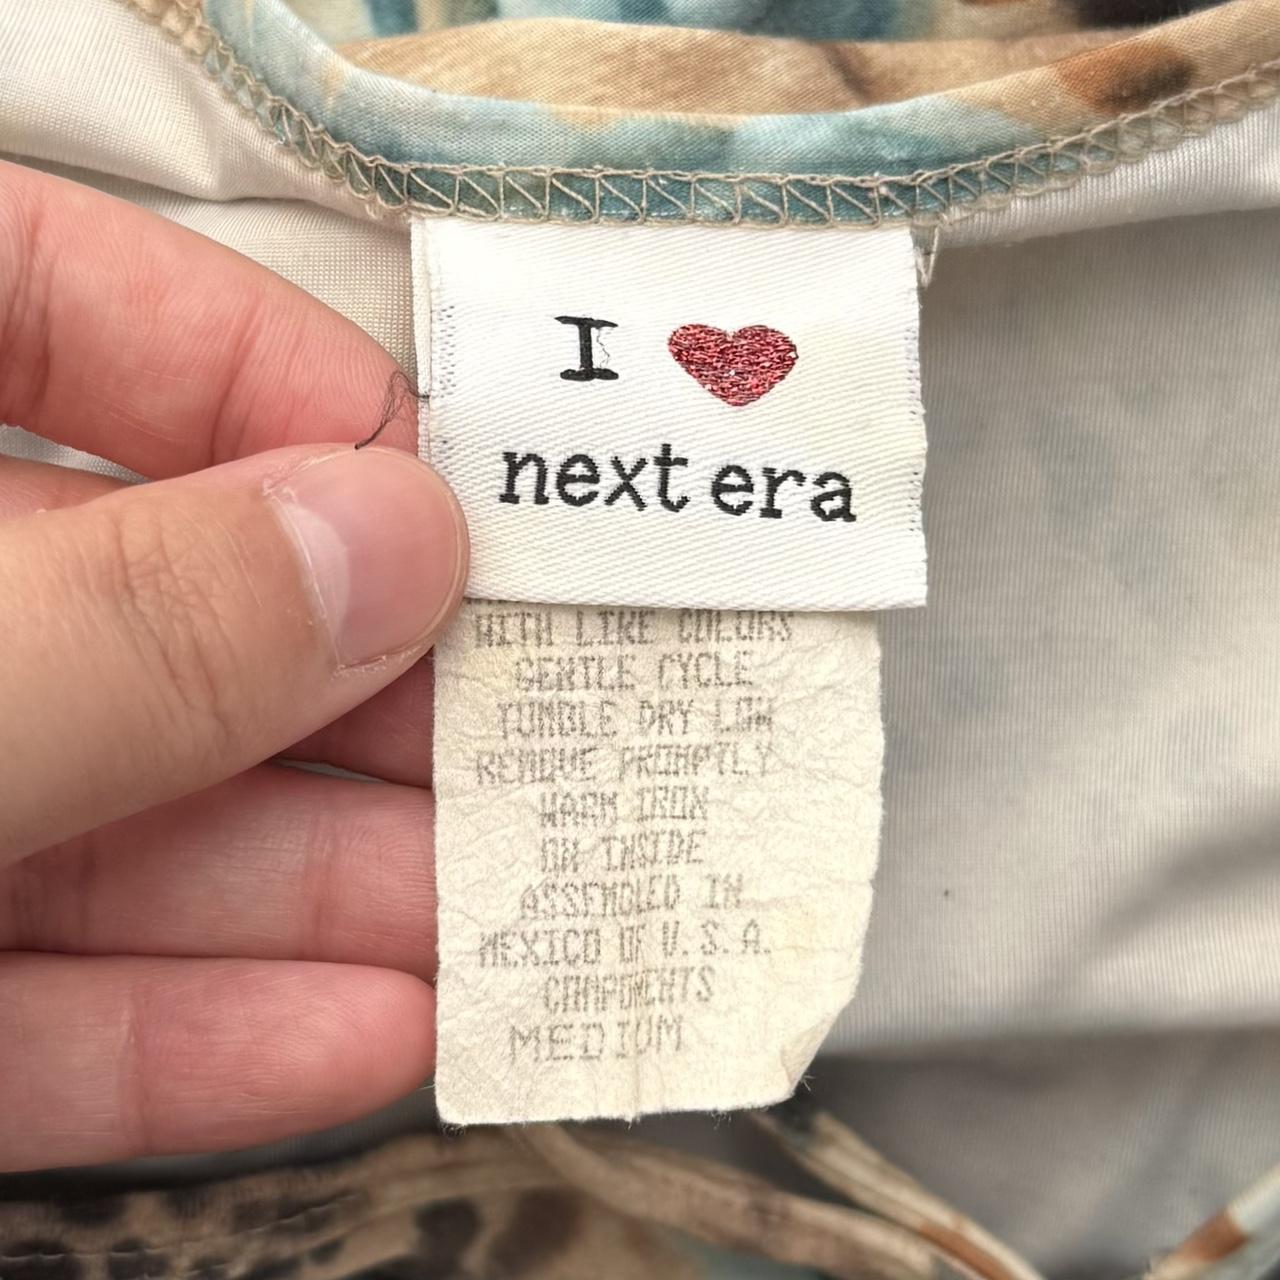 I ❤
next era
WITH LIKE COLORS
GENTLE CYCLE
TUMBLE DRY LOW
REMOVE PROMPTLY
WARM IRON
ON INSIDE
ASSEMBLED IN
MEXICO OF U.S.A.
COMPONENTS
MEDIUM